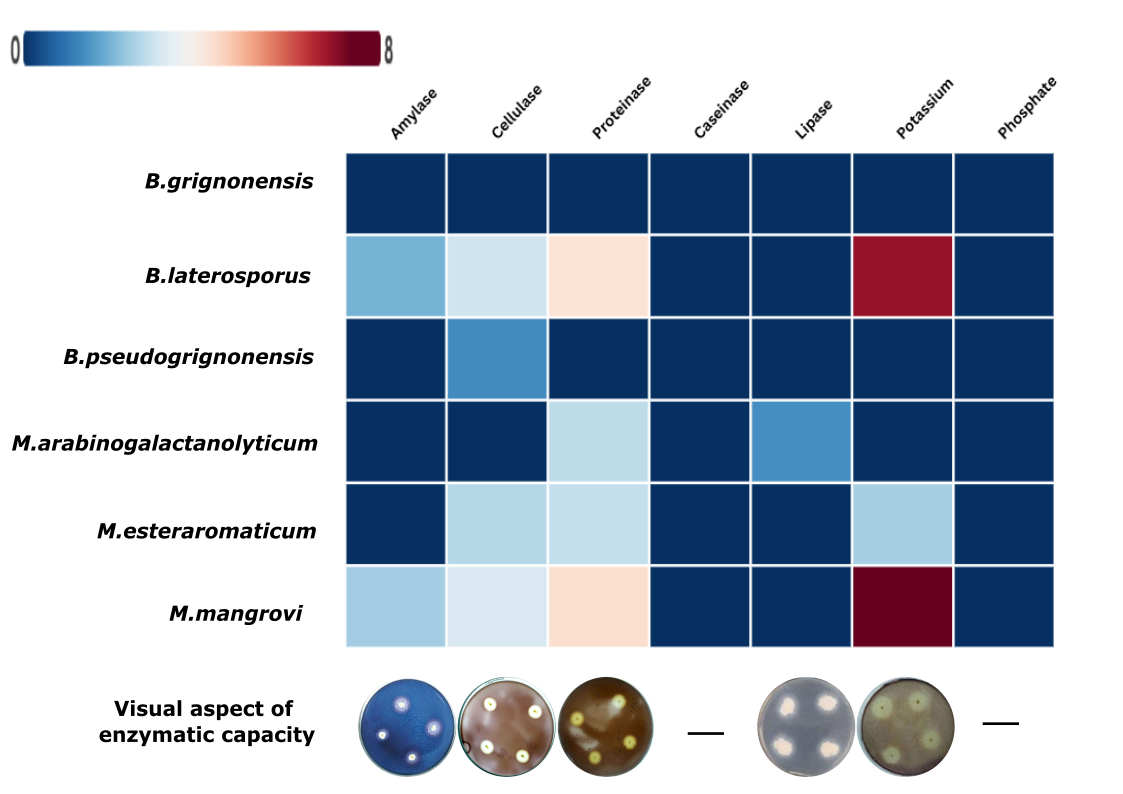 0 8
Amylase Cellulase Proteinase Caseinase Lipase Potassium Phosphate
B.grignonensis
B.laterosporus
B.pseudogrignonensis
M.arabinogalactanolyticum
M.esteraromaticum
M.mangrovi
Visual aspect of
enzymatic capacity